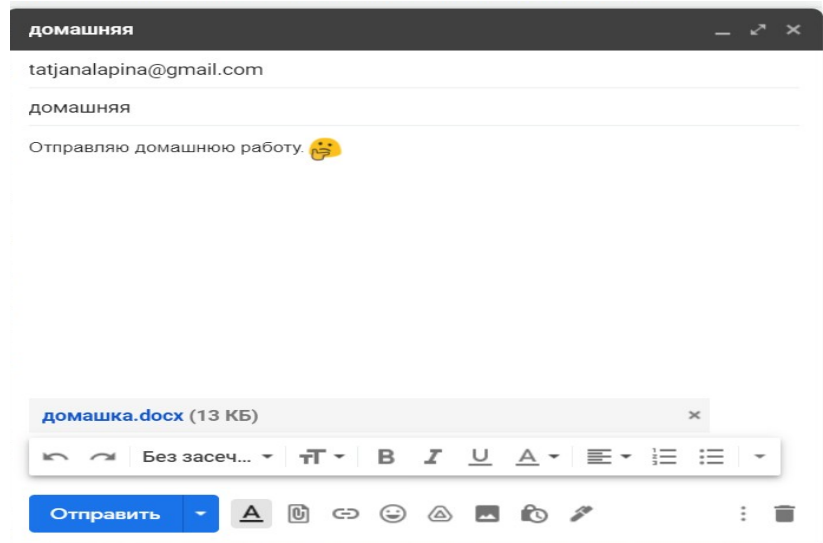 домашняя
tatjanalapina@gmail.com
домашняя
Отправляю домашнюю работу.
домашка.docx (13 КБ)
Без засеч...
Отправить